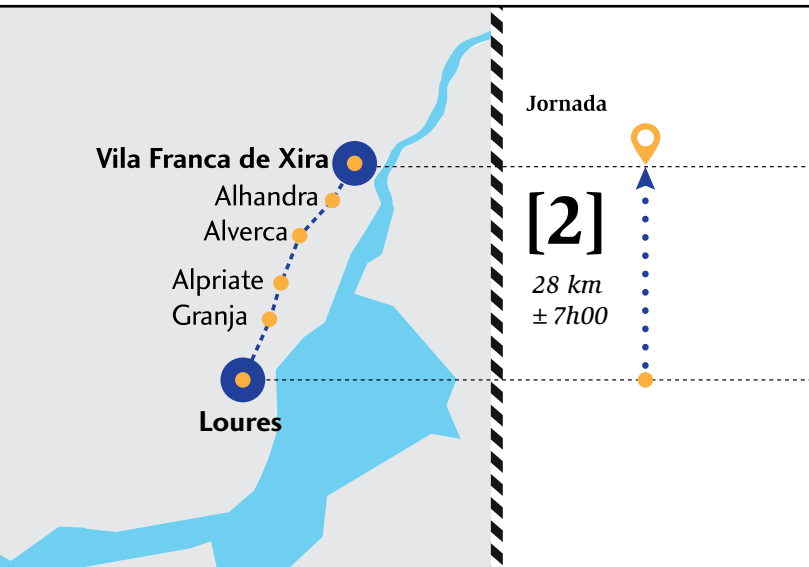 Jornada
Vila Franca de Xira
Alhandra
Alverca
Alpriate
Granja
Loures
[2]
28 km
± 7h00